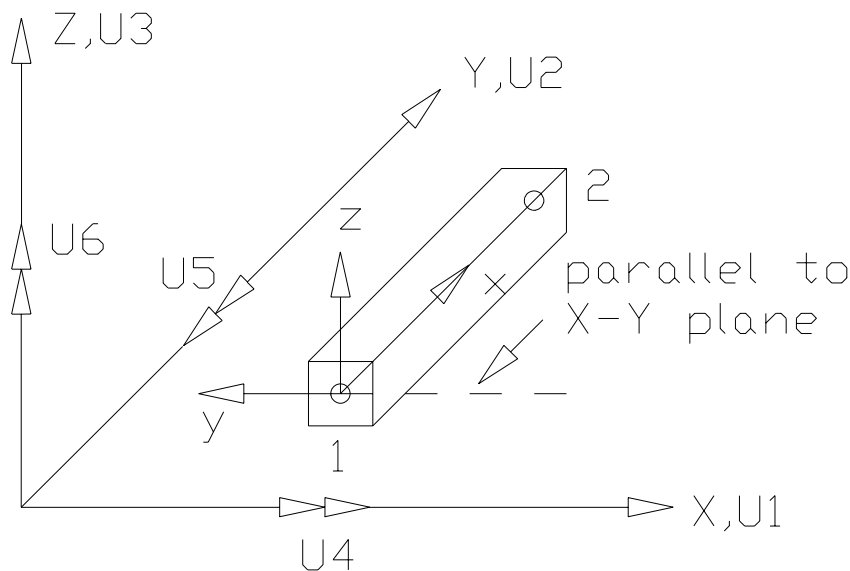 Z,U3
Y,U2
2
z
U6
U5
x
parallel to
X-Y plane
y
1
X,U1
U4